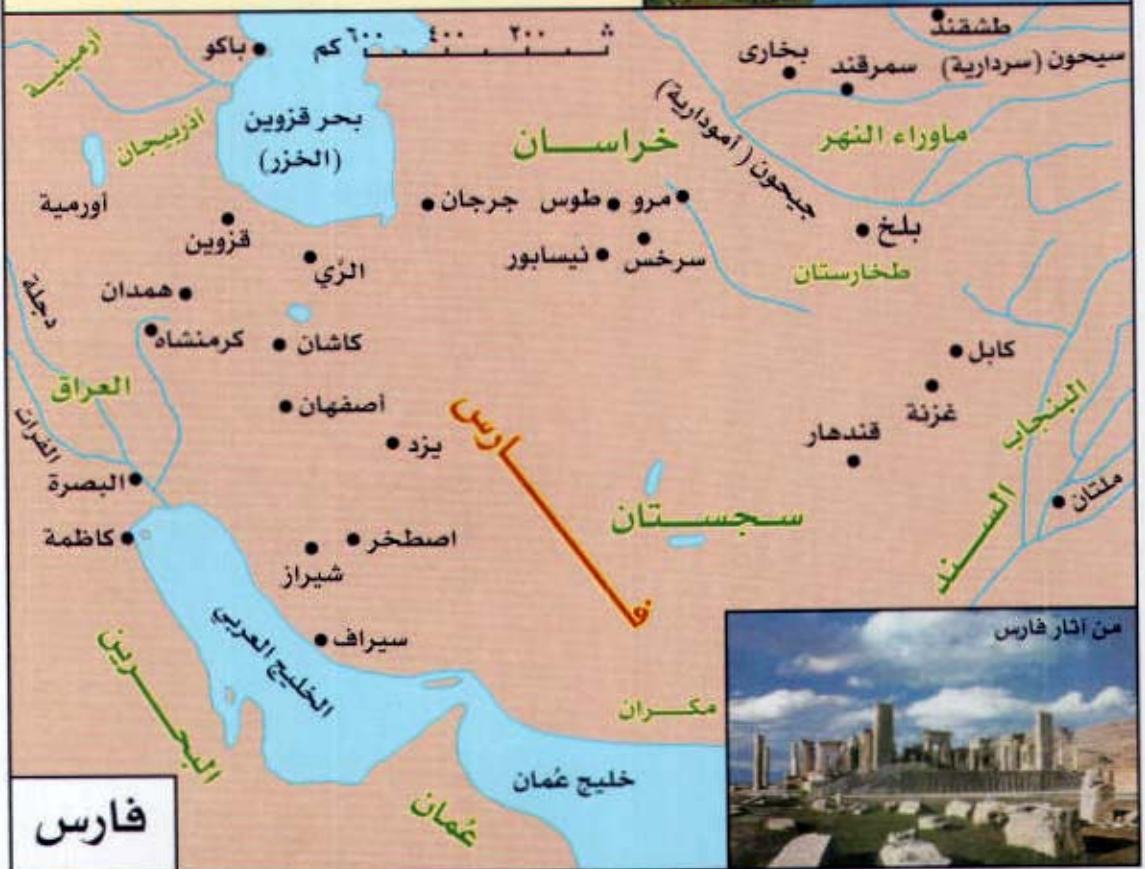 طشقند
سيحون (سردارية)
سمرقند
بخارى
ماوراء النهر
جيحون (أمودارية)
كم ٦٠٠ ٤٠٠ ٢٠٠
باكو
أرمينية
أذربيجان
بحر قزوين
(الخزر)
خراسان
أورمية
قزوين
الرّي
جرجان
طوس
مرو
نيسابور
سرخس
بلخ
طخارستان
همدان
كرمنشاه
كاشان
دجلة
العراق
الفرات
أصفهان
يزد
فارس
كابل
غزنة
قندهار
البنجاب
ملتان
السند
سجستان
البصرة
كاظمة
اصطخر
شيراز
سيراف
الخليج العربي
البحرين
مكران
خليج عُمان
عُمان
من آثار فارس
فارس